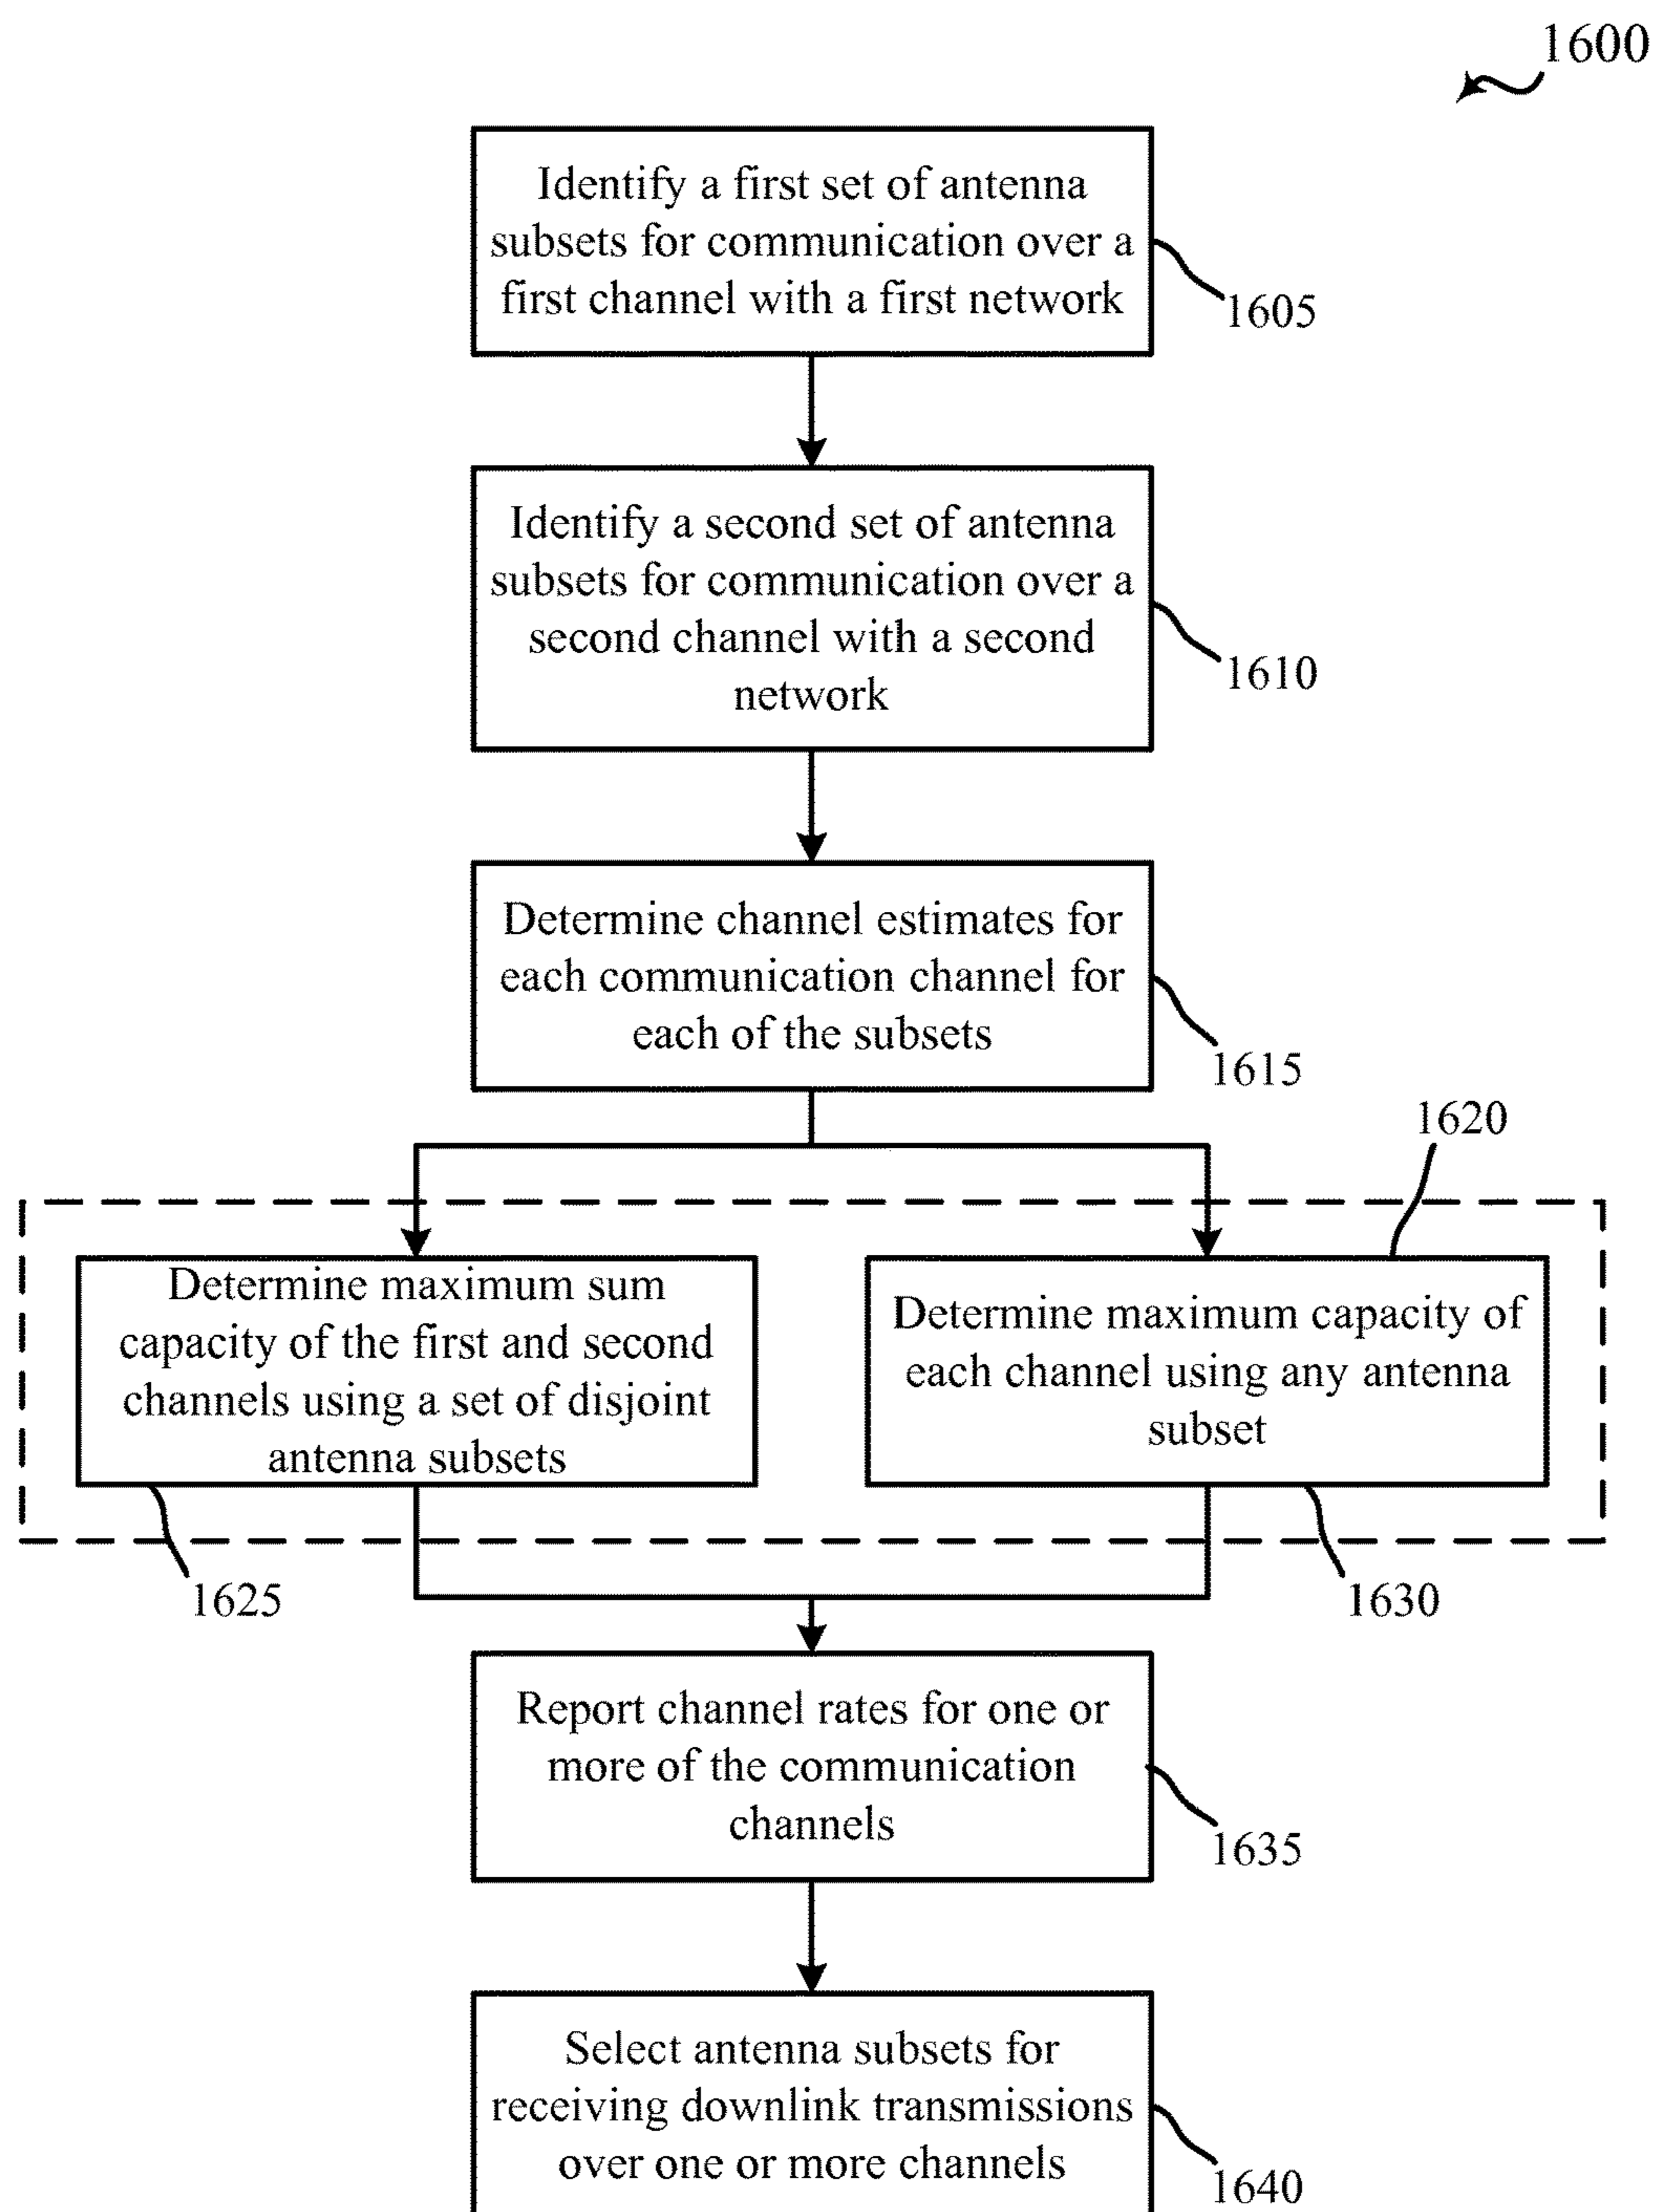 1600
Identify a first set of antenna
subsets for communication over a
first channel with a first network
1605
Identify a second set of antenna
subsets for communication over a
second channel with a second
network
1610
Determine channel estimates for
each communication channel for
each of the subsets
1615
1620
Determine maximum sum
capacity of the first and second
channels using a set of disjoint
antenna subsets
1625
Determine maximum capacity of
each channel using any antenna
subset
1630
Report channel rates for one or
more of the communication
channels
1635
Select antenna subsets for
receiving downlink transmissions
over one or more channels
1640